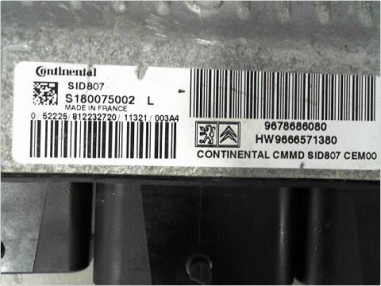 Continental
SID807
S180075002 L
MADE IN FRANCE
0/52225/812232720/11321/003A4
9678686080
HW9666571380
CONTINENTAL CMMD SID807 CEM00